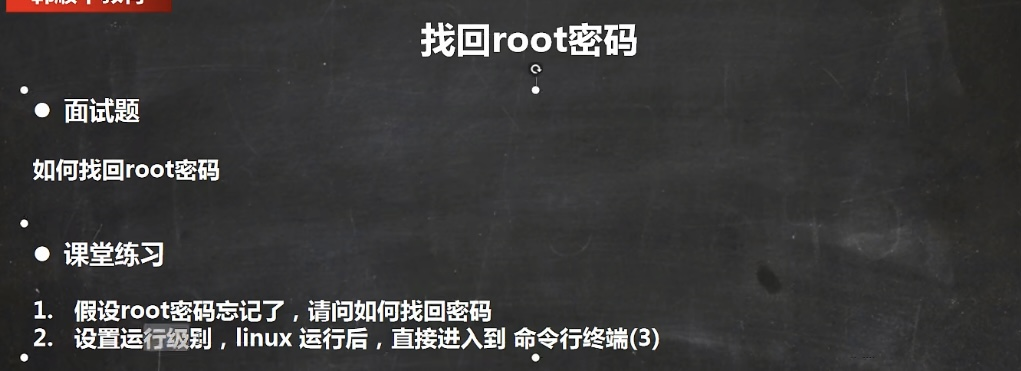 找回root密码
● 面试题
如何找回root密码
● 课堂练习
1. 假设root密码忘记了，请问如何找回密码
2. 设置运行级别，linux 运行后，直接进入到 命令行终端(3)